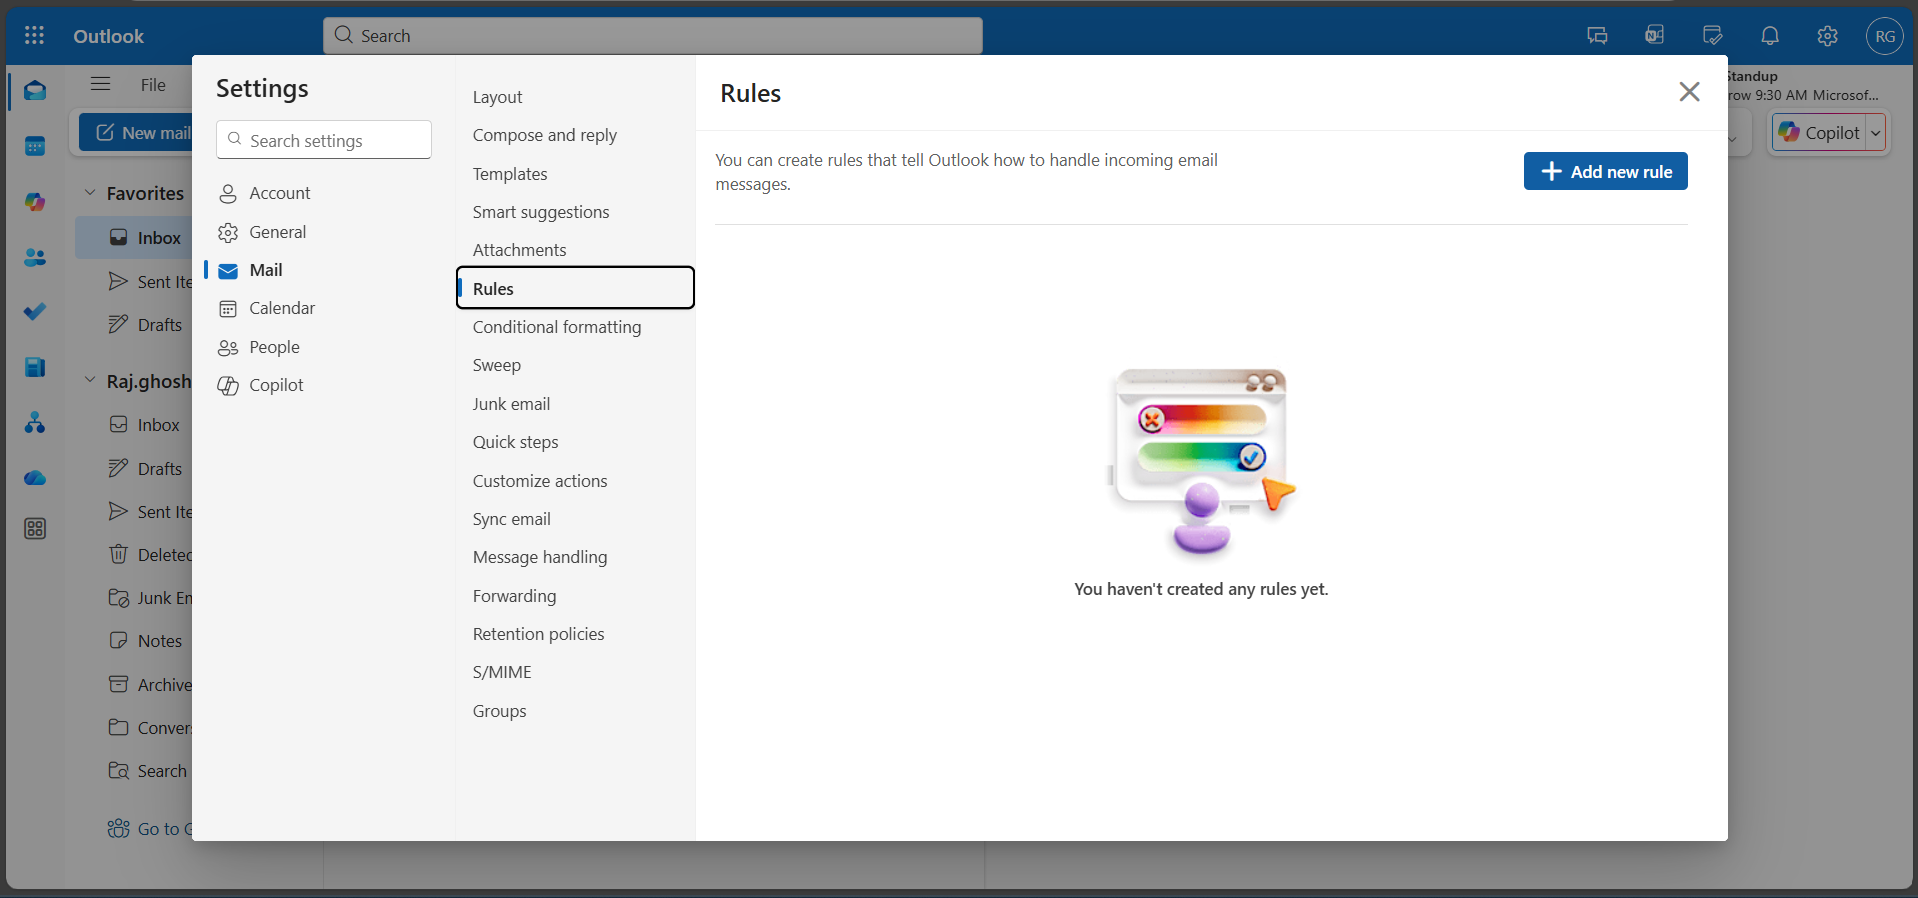 Outlook
Search
RG
File
New mail
Favorites
Inbox
Sent Ite
Drafts
Raj.ghosh
Inbox
Drafts
Sent Ite
Deleted
Junk Em
Notes
Archive
Conver
Search
Go to G
Settings
Search settings
Account
General
Mail
Calendar
People
Copilot
Layout
Compose and reply
Templates
Smart suggestions
Attachments
Rules
Conditional formatting
Sweep
Junk email
Quick steps
Customize actions
Sync email
Message handling
Forwarding
Retention policies
S/MIME
Groups
Rules
You can create rules that tell Outlook how to handle incoming email
messages.
Add new rule
You haven't created any rules yet.
Standup
row 9:30 AM Microsof...
Copilot